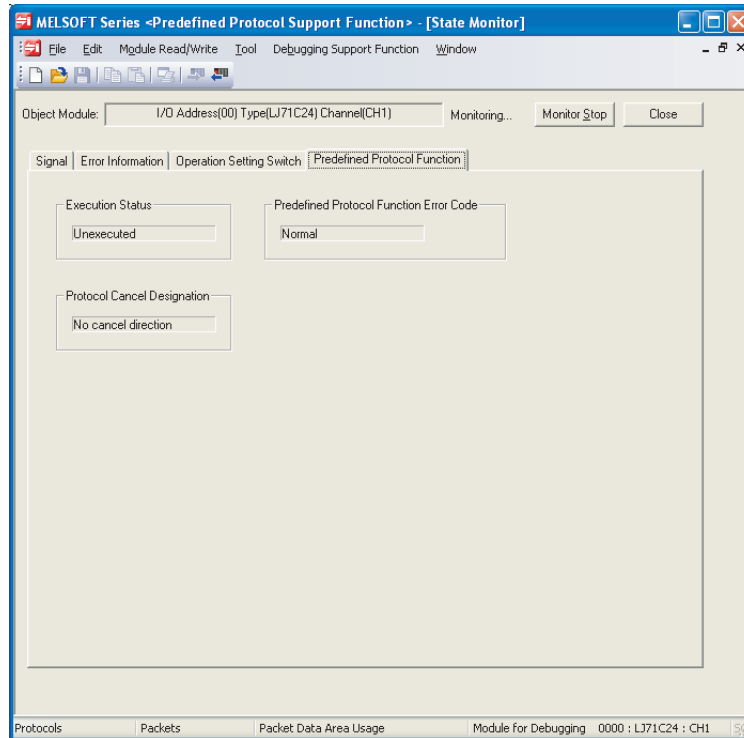 MELSOFT Series <Predefined Protocol Support Function> - [State Monitor]
File Edit Module Read/Write Tool Debugging Support Function Window
Object Module: I/O Address(00) Type(LJ71C24) Channel(CH1) Monitoring... Monitor Stop Close
Signal Error Information Operation Setting Switch Predefined Protocol Function
Execution Status Predefined Protocol Function Error Code
Unexecuted Normal
Protocol Cancel Designation
No cancel direction
Protocols Packets Packet Data Area Usage Module for Debugging 0000 : LJ71C24 : CH1